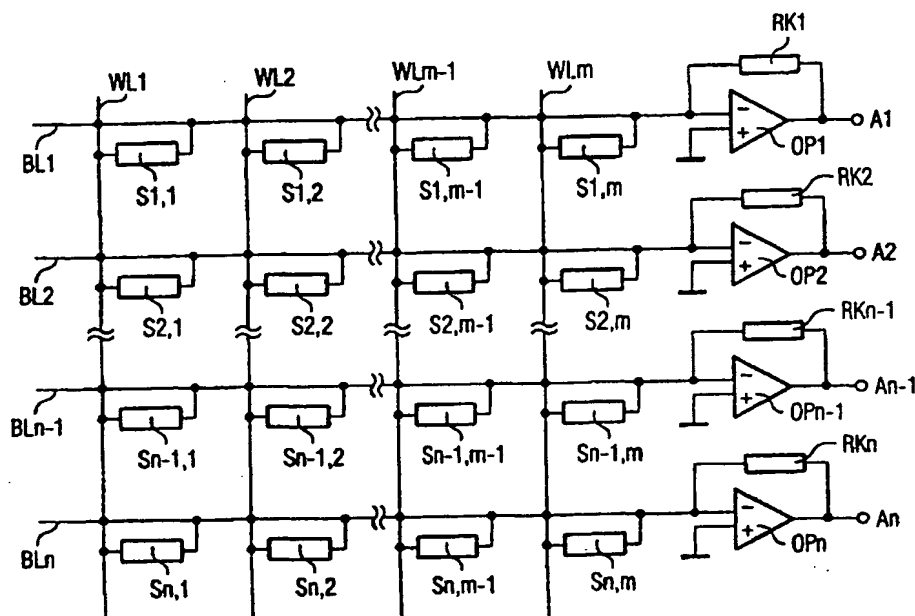 RK1
WL1 WL2 WLm-1 WLm
A1
BL1 OP1
S1,1 S1,2 S1,m-1 S1,m
RK2
A2
BL2 OP2
S2,1 S2,2 S2,m-1 S2,m
RKn-1
An-1
BLn-1 OPn-1
Sn-1,1 Sn-1,2 Sn-1,m-1 Sn-1,m
RKn
An
BLn OPn
Sn,1 Sn,2 Sn,m-1 Sn,m